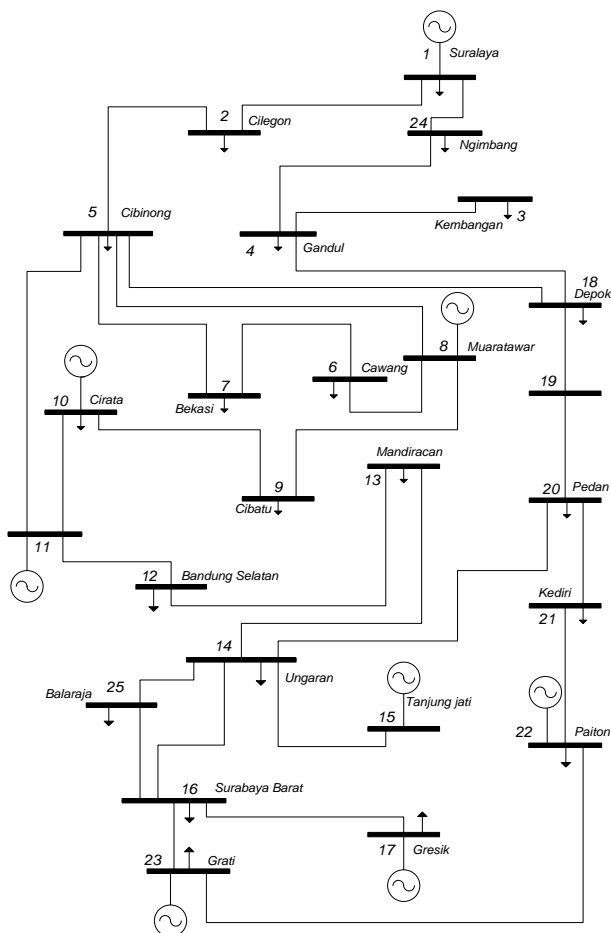 1
Suralaya
2
Cilegon
24
Ngimbang
5
Cibinong
4
Gandul
Kembangan
3
18
Depok
8
Muaratawar
10
Cirata
7
Bekasi
6
Cawang
19
Mandiracan
13
9
Cibatu
20
Pedan
11
12
Bandung Selatan
Kediri
21
14
Ungaran
25
Balaraja
Tanjung jati
15
22
Paiton
16
Surabaya Barat
17
Gresik
23
Grati